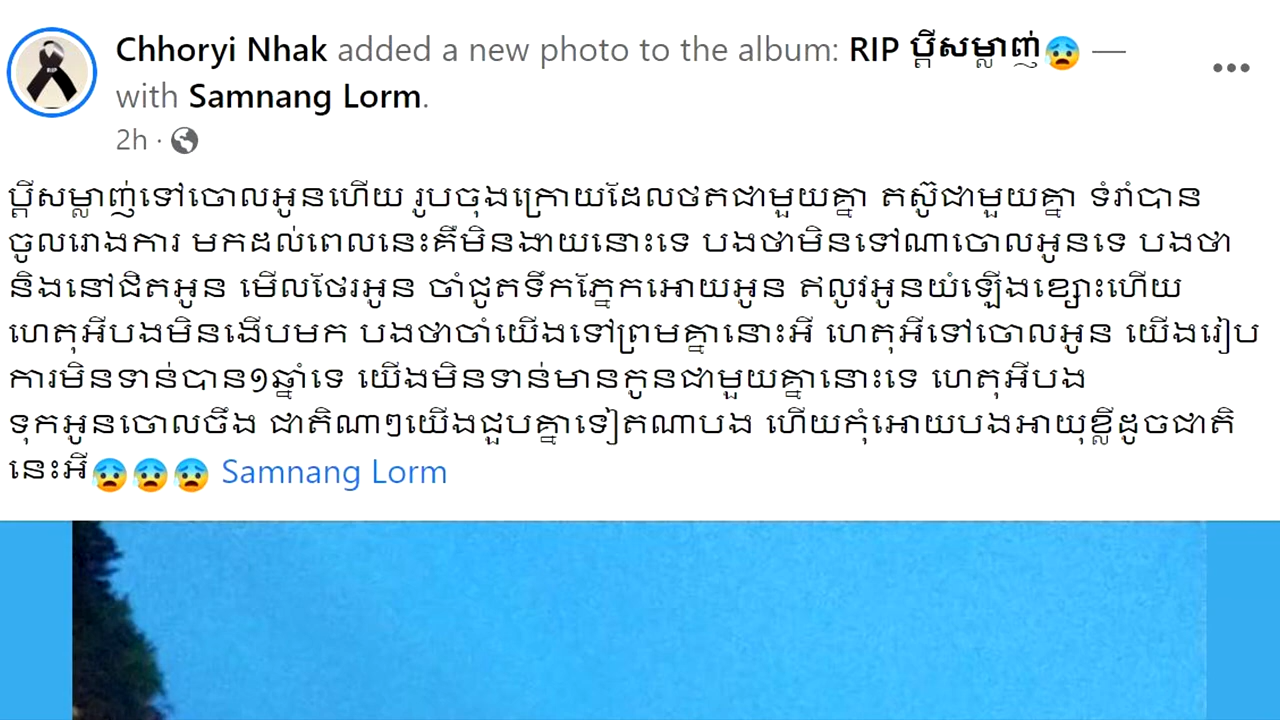 Chhoryi Nhak added a new photo to the album: RIP ប្ដីសម្លាញ់😰 —
with Samnang Lorm.
2h ·
ប្ដីសម្លាញ់ទៅចោលអូនហើយ រូបចុងក្រោយដែលថតជាមួយគ្នា តស៊ូជាមួយគ្នា ទំរាំបាន
ចូលរោងការ មកដល់ពេលនេះគឺមិនងាយនោះទេ បងថាមិនទៅណាចោលអូនទេ បងថា
និងនៅជិតអូន មើលថែរអូន ចាំជូតទឹកភ្នែកអោយអូន ឥលូវអូនយំឡើងខ្សោះហើយ
ហេតុអីបងមិនងើបមក បងថាចាំយើងទៅព្រមគ្នានោះអី ហេតុអីទៅចោលអូន យើងរៀប
ការមិនទាន់បាន១ឆ្នាំទេ យើងមិនទាន់មានកូនជាមួយគ្នានោះទេ ហេតុអីបង
ទុកអូនចោលចឹង ជាតិណាៗយើងជួបគ្នាទៀតណាបង ហើយកុំអោយបងអាយុខ្លីដូចជាតិ
នេះអី😰😰😰 Samnang Lorm
RIP